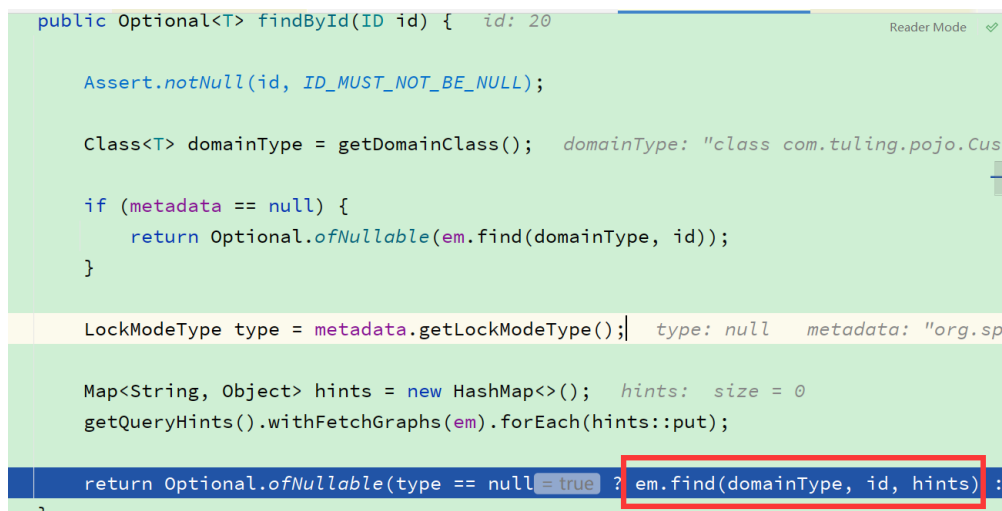 public Optional<T> findById(ID id) {   id: 20
Reader Mode
Assert.notNull(id, ID_MUST_NOT_BE_NULL);
Class<T> domainType = getDomainClass();   domainType: "class com.tuling.pojo.Cus
if (metadata == null) {
return Optional.ofNullable(em.find(domainType, id));
}
LockModeType type = metadata.getLockModeType();   type: null   metadata: "org.sp
Map<String, Object> hints = new HashMap<>();   hints:  size = 0
getQueryHints().withFetchGraphs(em).forEach(hints::put);
return Optional.ofNullable(type == null = true ? em.find(domainType, id, hints) :
}